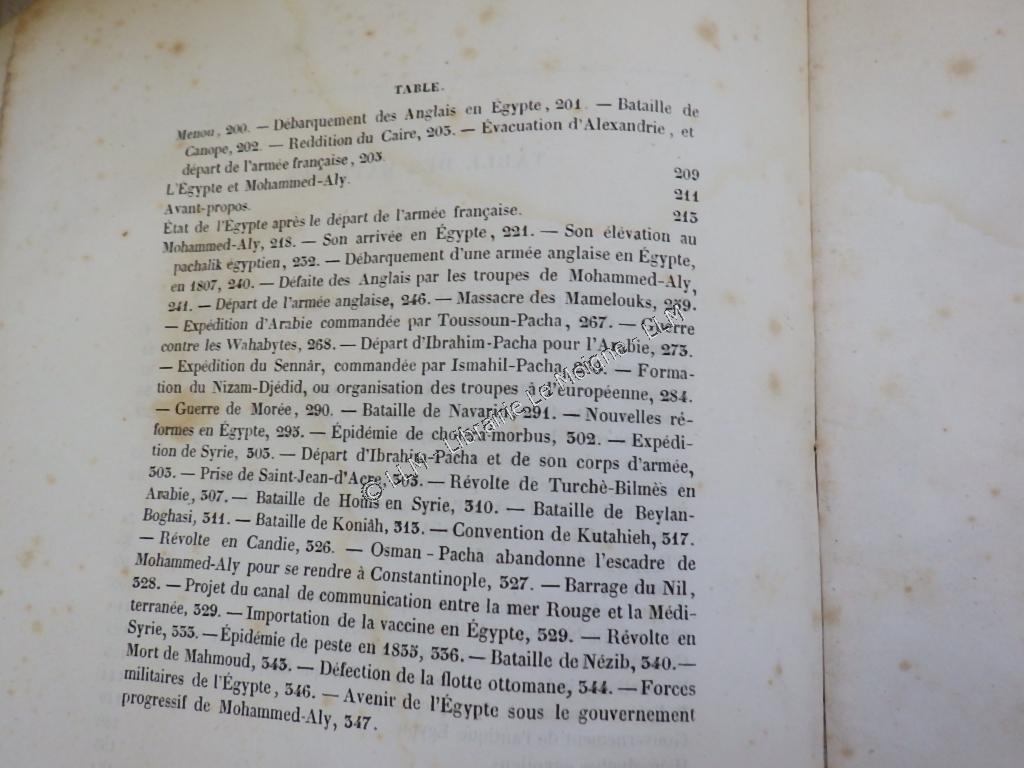 TABLE.
Menou, 200. — Débarquement des Anglais en Égypte, 201. — Bataille de
Canope, 202. — Reddition du Caire, 203. — Évacuation d'Alexandrie, et
départ de l'armée française, 203.
L'Égypte et Mohammed-Aly. 209
Avant-propos. 211
État de l'Égypte après le départ de l'armée française. 213
Mohammed-Aly, 218. — Son arrivée en Égypte, 221. — Son élévation au
pachalik égyptien, 232. — Débarquement d'une armée anglaise en Égypte,
en 1807, 240. — Défaite des Anglais par les troupes de Mohammed-Aly,
241. — Départ de l'armée anglaise, 246. — Massacre des Mamelouks, 259.
— Expédition d'Arabie commandée par Toussoun-Pacha, 267. — Guerre
contre les Wahabytes, 268. — Départ d'Ibrahim-Pacha pour l'Arabie, 273.
— Expédition du Sennâr, commandée par Ismahil-Pacha, — Forma-
tion du Nizam-Djédid, ou organisation des troupes à l'européenne, 284.
— Guerre de Morée, 290. — Bataille de Navarin, 291. — Nouvelles ré-
formes en Égypte, 293. — Épidémie de choléra-morbus, 302. — Expédi-
tion de Syrie, 303. — Départ d'Ibrahim-Pacha et de son corps d'armée,
303. — Prise de Saint-Jean-d'Acre, 303. — Révolte de Turchè-Bilmès en
Arabie, 307. — Bataille de Homs en Syrie, 310. — Bataille de Beylan-
Boghasi, 311. — Bataille de Koniâh, 313. — Convention de Kutahieh, 317.
— Révolte en Candie, 326. — Osman-Pacha abandonne l'escadre de
Mohammed-Aly pour se rendre à Constantinople, 327. — Barrage du Nil,
328. — Projet du canal de communication entre la mer Rouge et la Médi-
terranée, 329. — Importation de la vaccine en Égypte, 329. — Révolte en
Syrie, 333. — Épidémie de peste en 1835, 336. — Bataille de Nézib, 340. —
Mort de Mahmoud, 343. — Défection de la flotte ottomane, 344. — Forces
militaires de l'Égypte, 346. — Avenir de l'Égypte sous le gouvernement
progressif de Mohammed-Aly, 347.
© LLM - Librairie Le Moigne - LLM